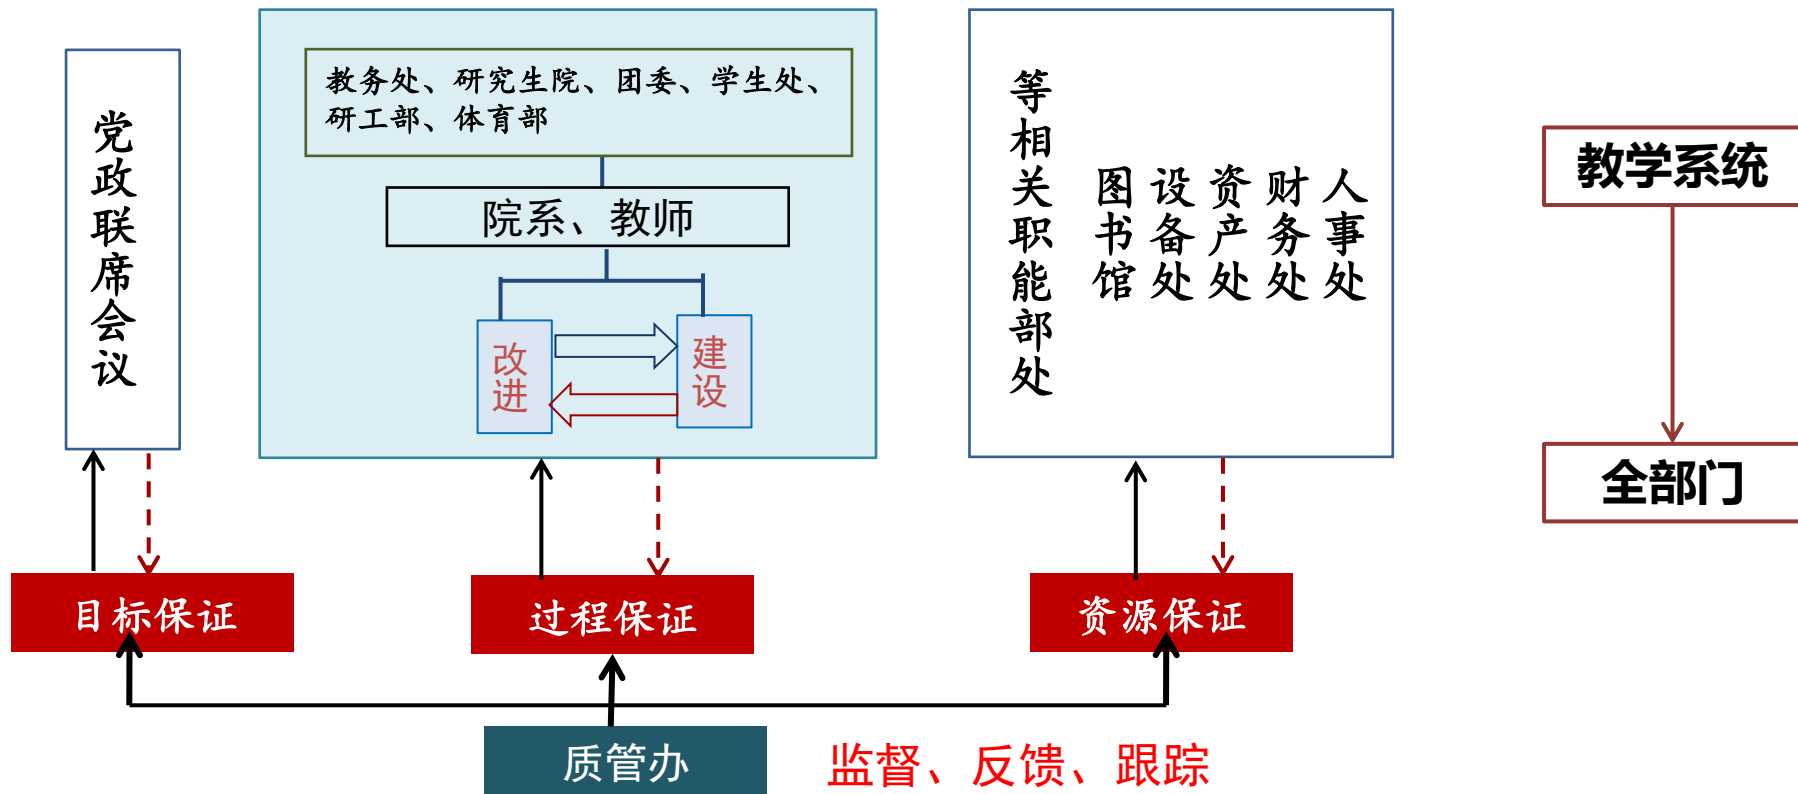 党政联席会议
教务处、研究生院、团委、学生处、
研工部、体育部
院系、教师
改进
建设
人事处
财务处
资产处
设备处
图书馆
等相关职能部处
教学系统
全部门
目标保证
过程保证
资源保证
质管办
监督、反馈、跟踪